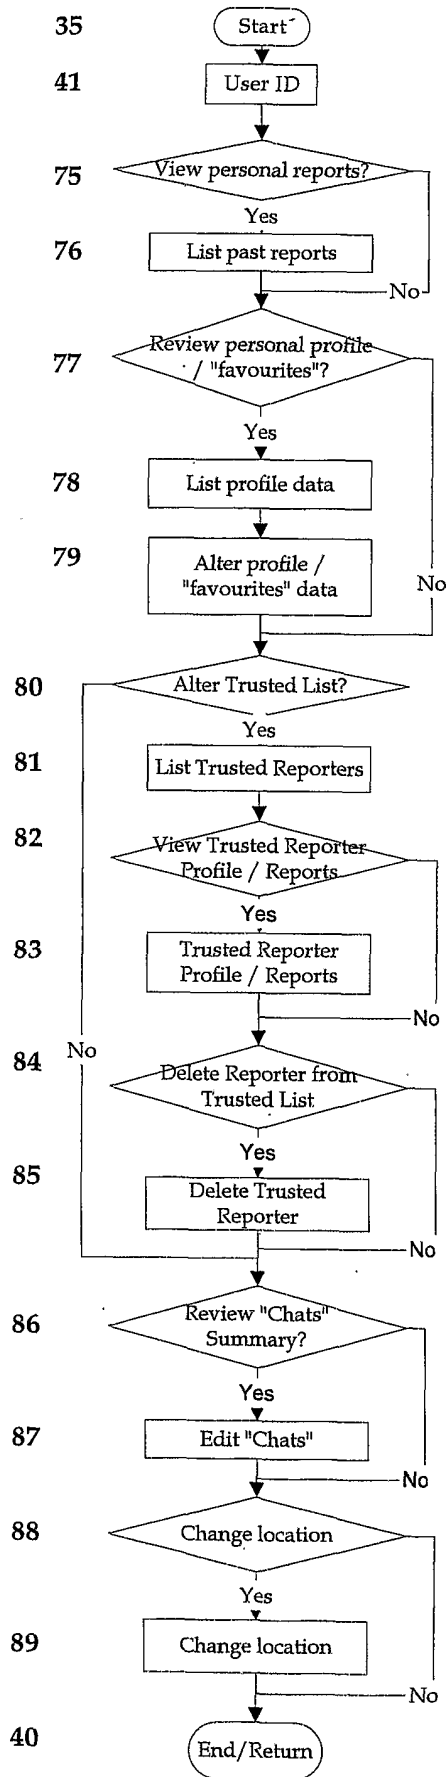 35 Start
41 User ID
75 View personal reports?
Yes
76 List past reports
No
77 Review personal profile
/ "favourites"?
Yes
78 List profile data
79 Alter profile /
"favourites" data
No
80 Alter Trusted List?
Yes
81 List Trusted Reporters
82 View Trusted Reporter
Profile / Reports
Yes
83 Trusted Reporter
Profile / Reports
No
No
84 Delete Reporter from
Trusted List
Yes
85 Delete Trusted
Reporter
No
86 Review "Chats"
Summary?
Yes
87 Edit "Chats"
No
88 Change location
Yes
89 Change location
No
40 End/Return